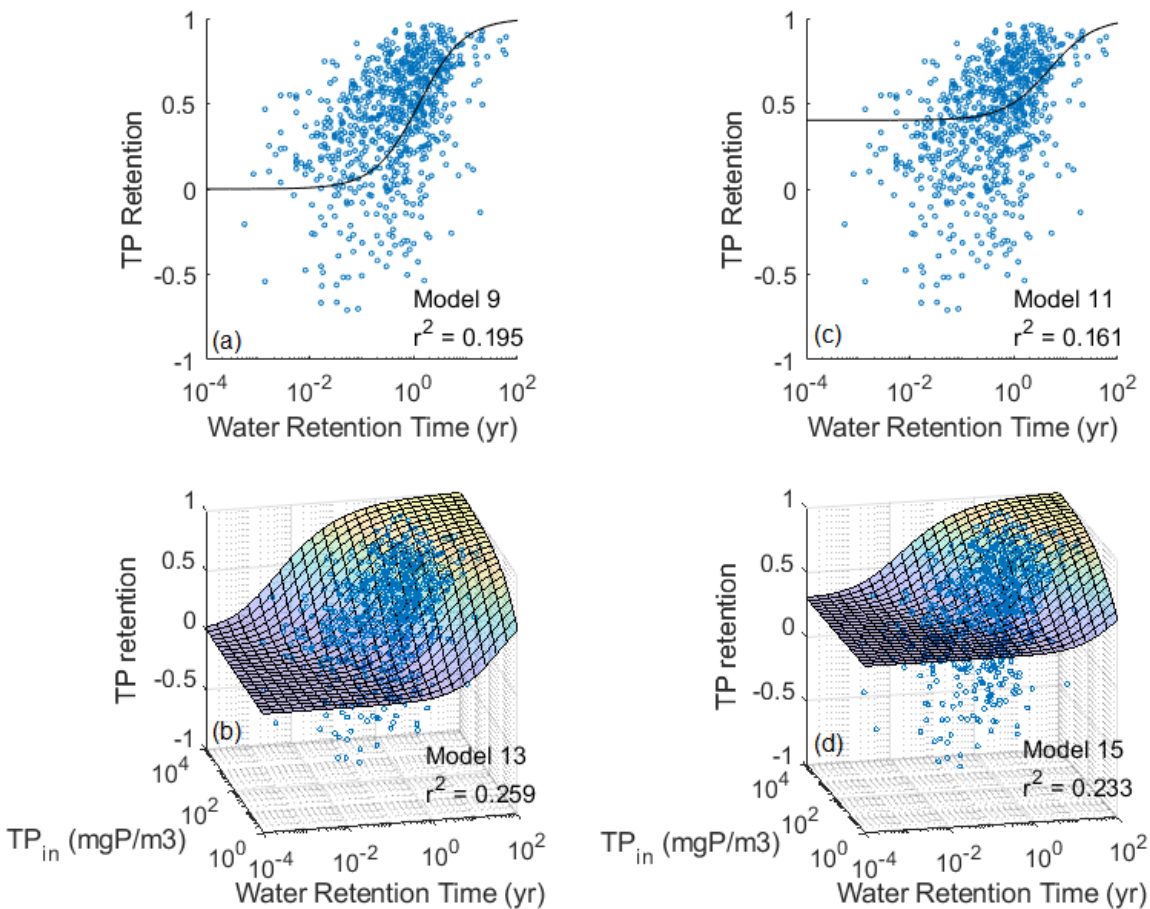 1
0.5
0
-0.5
-1
TP Retention
(a)
Model 9
r² = 0.195
10⁻⁴ 10⁻² 10⁰ 10²
Water Retention Time (yr)
1
0.5
0
-0.5
-1
TP Retention
(c)
Model 11
r² = 0.161
10⁻⁴ 10⁻² 10⁰ 10²
Water Retention Time (yr)
1
0.5
0
-0.5
-1
TP retention
(b)
Model 13
r² = 0.259
10⁴
10²
10⁰
TPin (mgP/m3)
10⁻⁴ 10⁻² 10⁰ 10²
Water Retention Time (yr)
1
0.5
0
-0.5
-1
TP retention
(d)
Model 15
r² = 0.233
10⁴
10²
10⁰
TPin (mgP/m3)
10⁻⁴ 10⁻² 10⁰ 10²
Water Retention Time (yr)